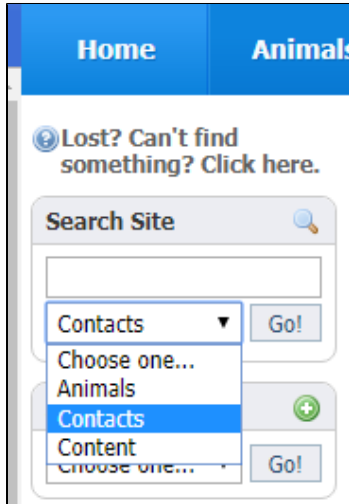 Home Animals
Lost? Can't find
something? Click here.
Search Site
Contacts Go!
Choose one...
Animals
Contacts
Content
Choose one... Go!